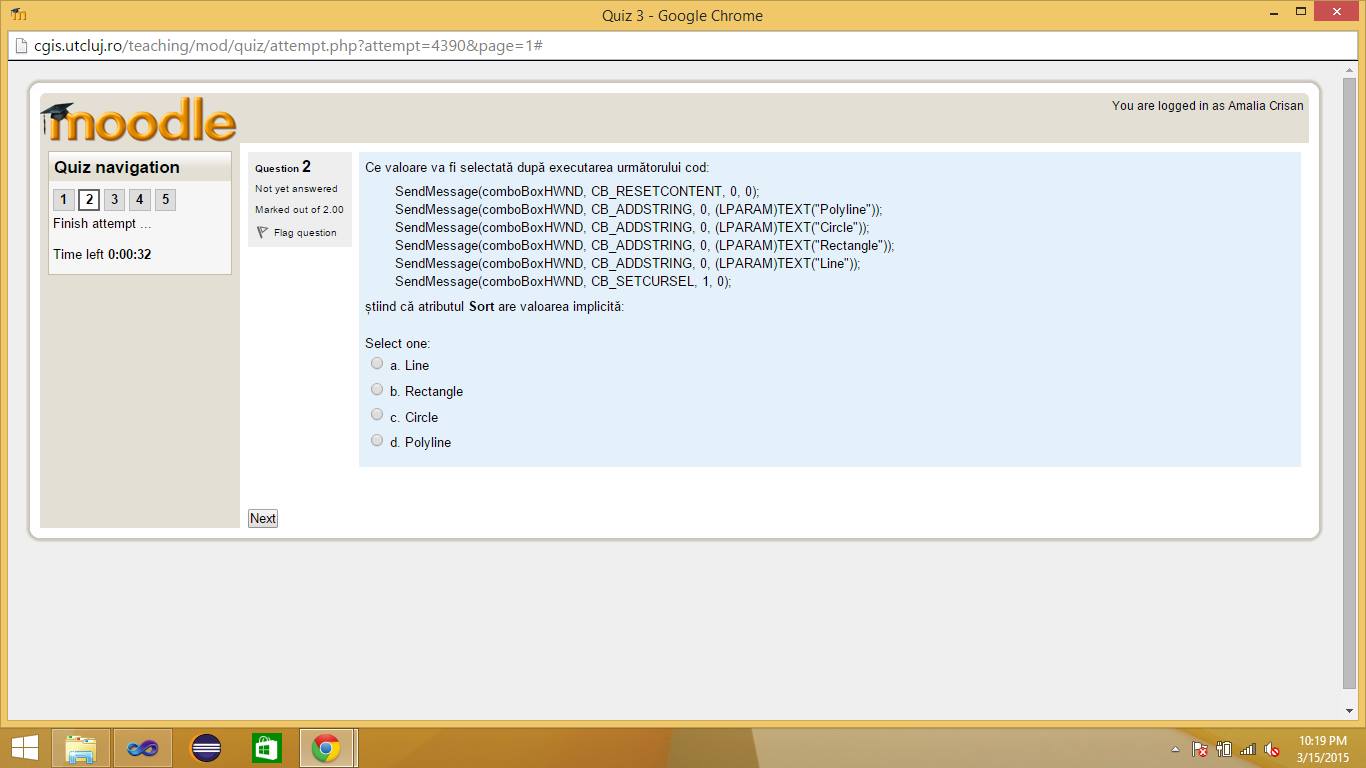 Quiz 3 - Google Chrome
cgis.utcluj.ro/teaching/mod/quiz/attempt.php?attempt=4390&page=1#
moodle
You are logged in as Amalia Crisan
Quiz navigation
1 2 3 4 5
Finish attempt ...
Time left 0:00:32
Question 2
Not yet answered
Marked out of 2.00
Flag question
Ce valoare va fi selectată după executarea următorului cod:
SendMessage(comboBoxHWND, CB_RESETCONTENT, 0, 0);
SendMessage(comboBoxHWND, CB_ADDSTRING, 0, (LPARAM)TEXT("Polyline"));
SendMessage(comboBoxHWND, CB_ADDSTRING, 0, (LPARAM)TEXT("Circle"));
SendMessage(comboBoxHWND, CB_ADDSTRING, 0, (LPARAM)TEXT("Rectangle"));
SendMessage(comboBoxHWND, CB_ADDSTRING, 0, (LPARAM)TEXT("Line"));
SendMessage(comboBoxHWND, CB_SETCURSEL, 1, 0);
știind că atributul Sort are valoarea implicită:
Select one:
a. Line
b. Rectangle
c. Circle
d. Polyline
Next
10:19 PM
3/15/2015